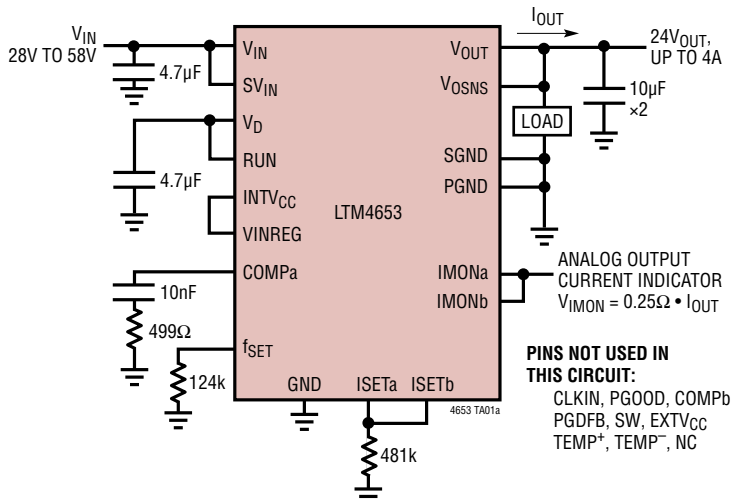 V_IN
28V TO 58V
4.7µF
4.7µF
10nF
499Ω
124k
V_IN
SV_IN
V_D
RUN
INTV_CC
VINREG
COMPa
f_SET
LTM4653
GND
ISETa
ISETb
V_OUT
V_OSNS
SGND
PGND
IMONa
IMONb
4653 TA01a
481k
I_OUT
24V_OUT,
UP TO 4A
10µF
×2
LOAD
ANALOG OUTPUT
CURRENT INDICATOR
V_IMON = 0.25Ω • I_OUT
PINS NOT USED IN
THIS CIRCUIT:
CLKIN, PGOOD, COMPb
PGDFB, SW, EXTV_CC
TEMP⁺, TEMP⁻, NC